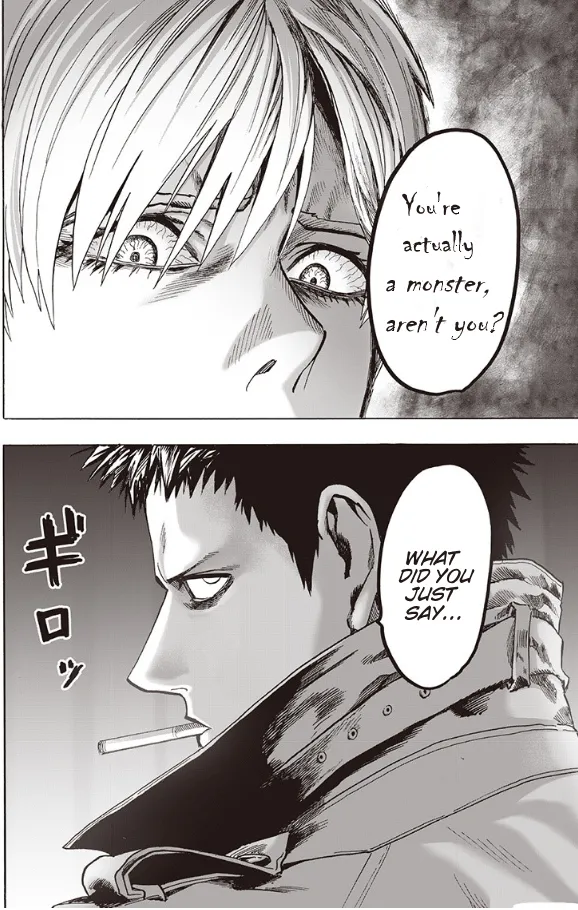 You're
actually
a monster,
aren't you?
WHAT
DID YOU
JUST
SAY...
ギロッ